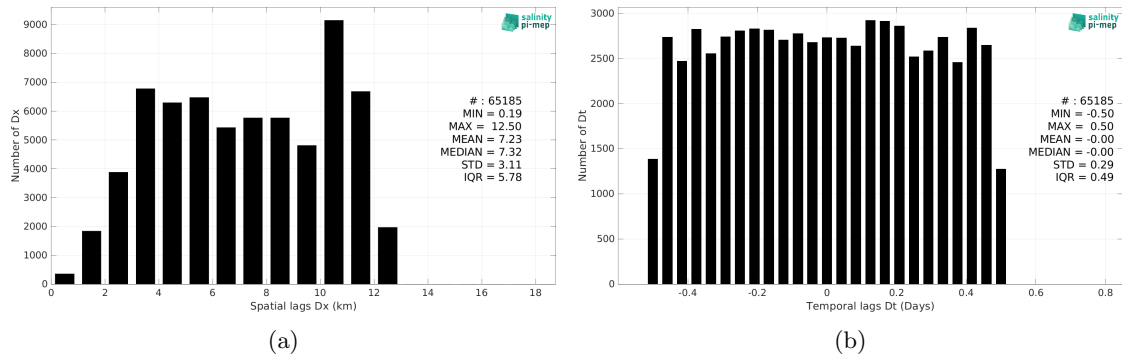 9000
8000
7000
6000
5000
4000
3000
2000
1000
0
Number of Dx
0 2 4 6 8 10 12 14 16 18
Spatial lags Dx (km)
salinity
pi-mep
# : 65185
MIN = 0.19
MAX = 12.50
MEAN = 7.23
MEDIAN = 7.32
STD = 3.11
IQR = 5.78
(a)
3000
2500
2000
1500
1000
500
0
Number of Dt
-0.4 -0.2 0 0.2 0.4 0.6 0.8
Temporal lags Dt (Days)
salinity
pi-mep
# : 65185
MIN = -0.50
MAX = 0.50
MEAN = -0.00
MEDIAN = -0.00
STD = 0.29
IQR = 0.49
(b)